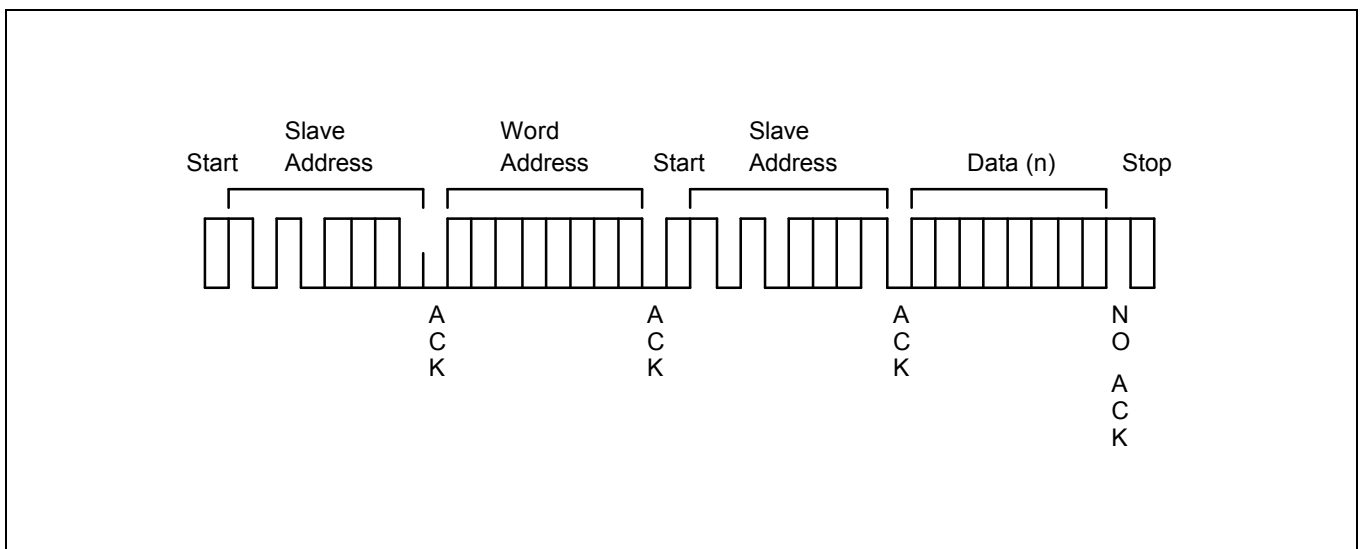 Slave Word Slave
Start Address Address Start Address Data (n) Stop
A A A N
C C C O
K K K
A
C
K